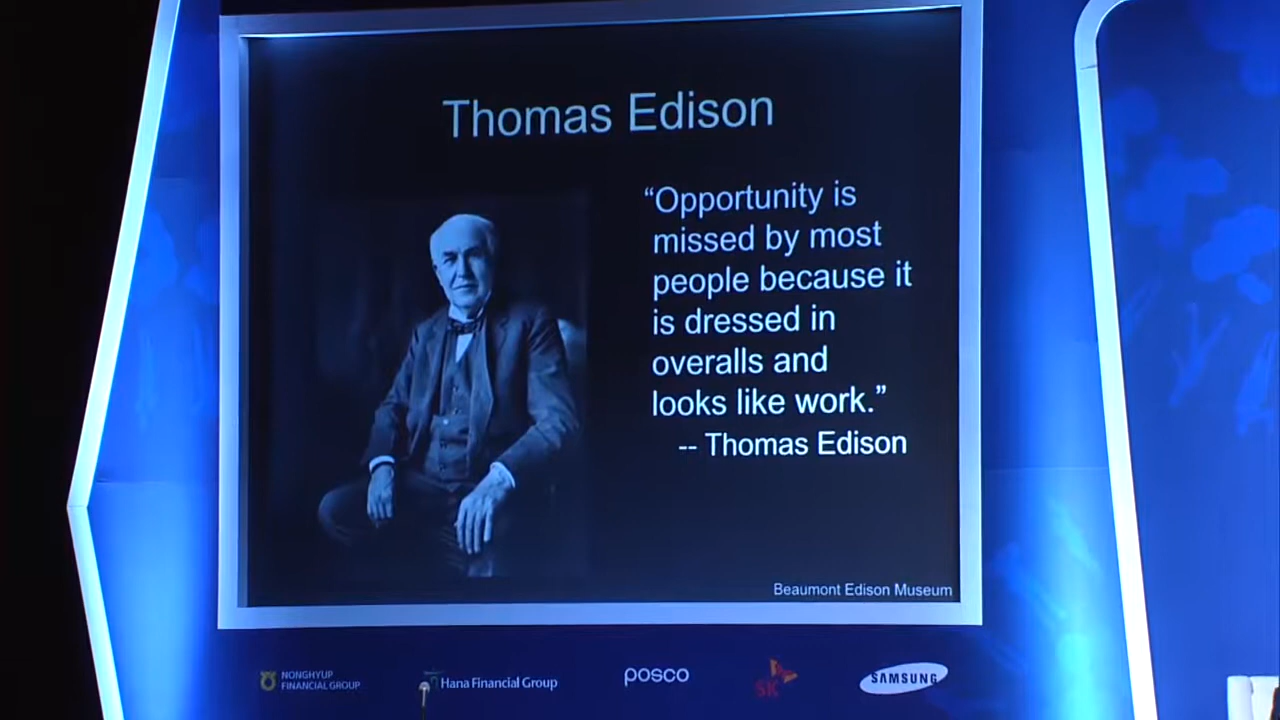 Thomas Edison
“Opportunity is
missed by most
people because it
is dressed in
overalls and
looks like work.”
-- Thomas Edison
Beaumont Edison Museum
NONGHYUP
FINANCIAL GROUP
Hana Financial Group
posco
SK
SAMSUNG